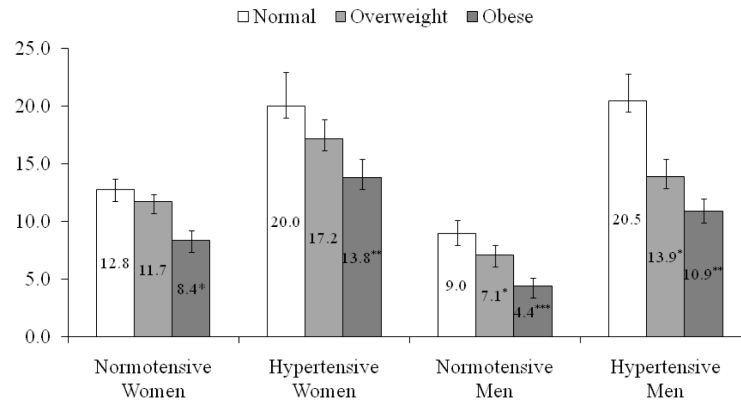 Normal Overweight Obese
25.0
20.0
15.0
10.0
5.0
0.0
12.8 11.7 8.4*
20.0 17.2 13.8**
9.0 7.1* 4.4***
20.5 13.9* 10.9**
Normotensive Women
Hypertensive Women
Normotensive Men
Hypertensive Men